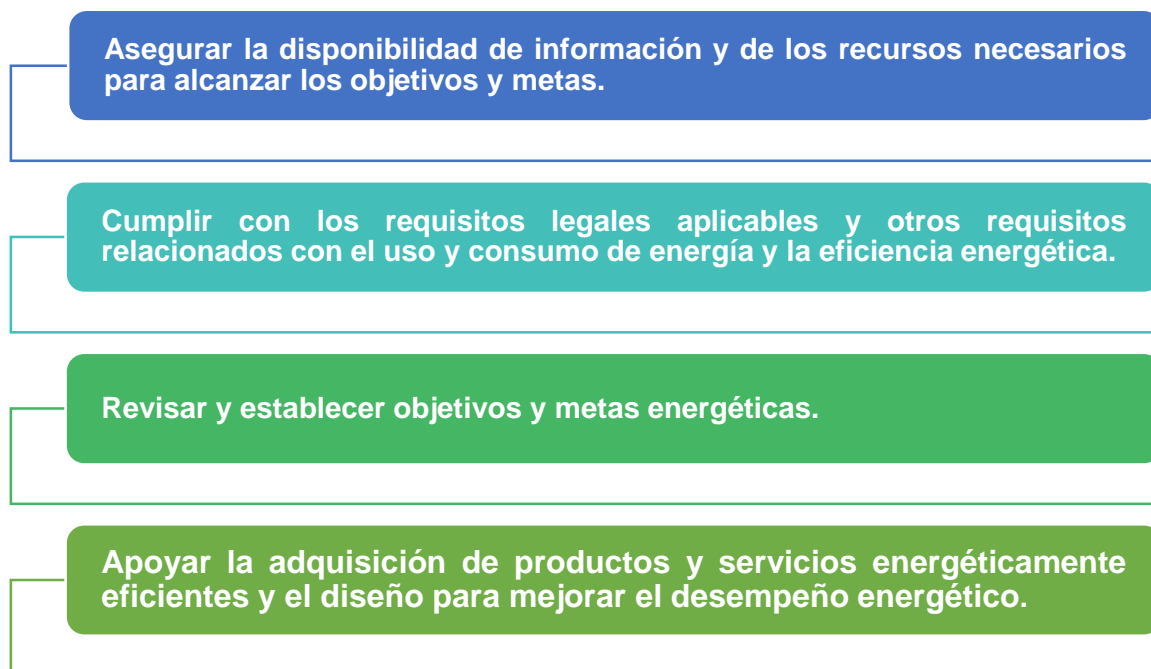 Asegurar la disponibilidad de información y de los recursos necesarios
para alcanzar los objetivos y metas.
Cumplir con los requisitos legales aplicables y otros requisitos
relacionados con el uso y consumo de energía y la eficiencia energética.
Revisar y establecer objetivos y metas energéticas.
Apoyar la adquisición de productos y servicios energéticamente
eficientes y el diseño para mejorar el desempeño energético.